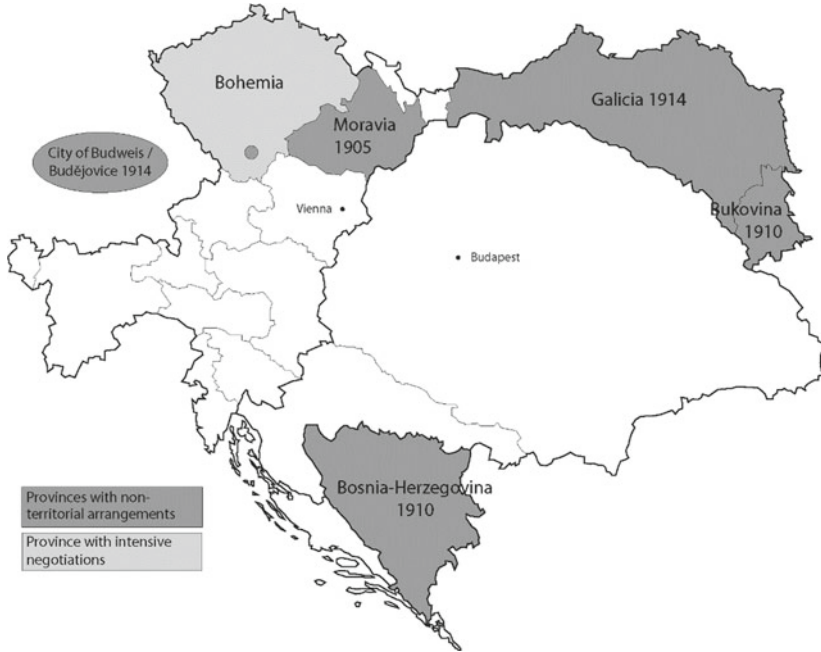 Bohemia
Galicia 1914
Moravia
1905
City of Budweis /
Budějovice 1914
Vienna
Bukovina
1910
Budapest
Bosnia-Herzegovina
1910
Provinces with non-
territorial arrangements
Province with intensive
negotiations